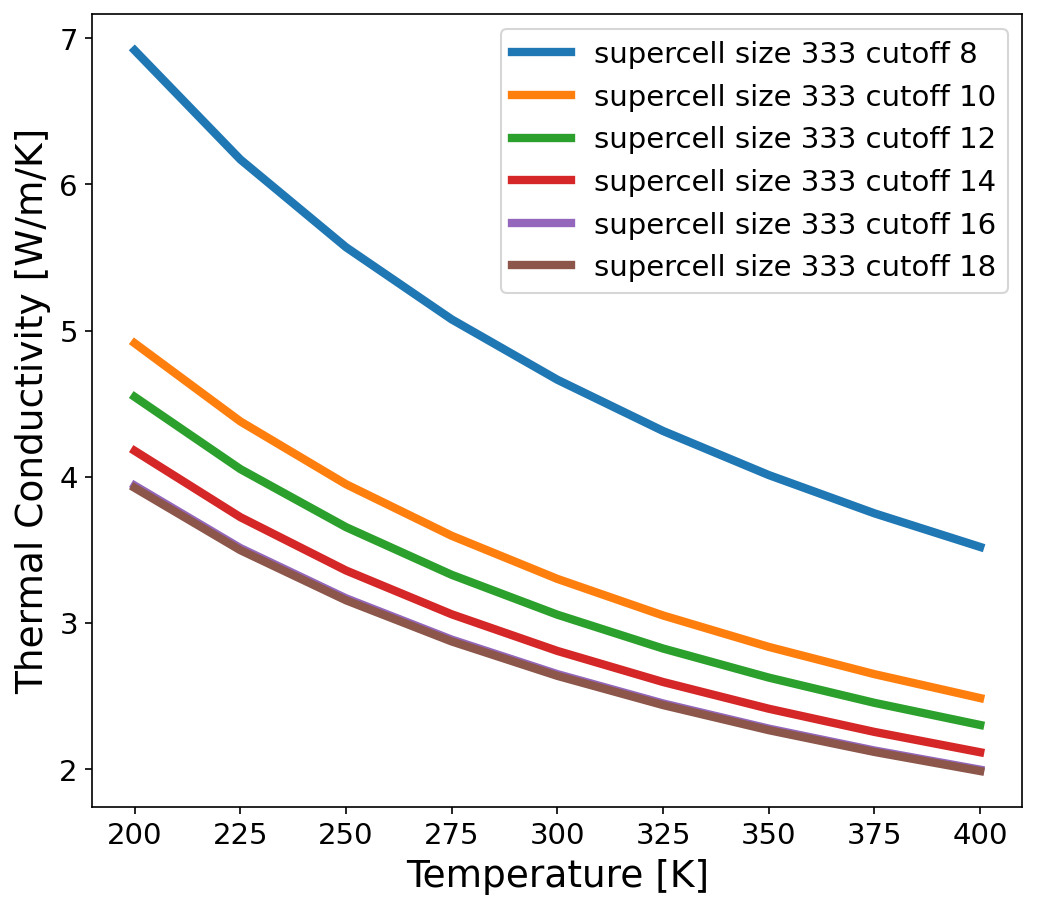 Thermal Conductivity [W/m/K]
7
6
5
4
3
2
supercell size 333 cutoff 8
supercell size 333 cutoff 10
supercell size 333 cutoff 12
supercell size 333 cutoff 14
supercell size 333 cutoff 16
supercell size 333 cutoff 18
200 225 250 275 300 325 350 375 400
Temperature [K]